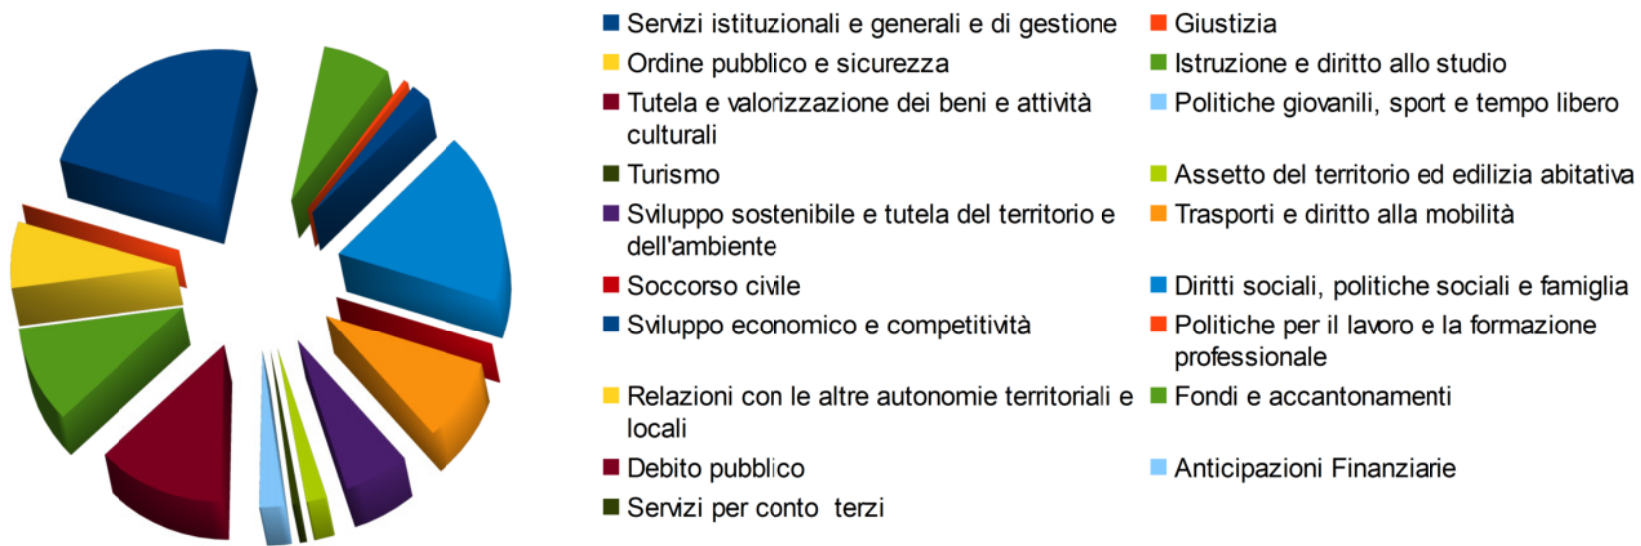 Servizi istituzionali e generali e di gestione
Giustizia
Ordine pubblico e sicurezza
Istruzione e diritto allo studio
Tutela e valorizzazione dei beni e attività
culturali
Politiche giovanili, sport e tempo libero
Turismo
Assetto del territorio ed edilizia abitativa
Sviluppo sostenibile e tutela del territorio e
dell'ambiente
Trasporti e diritto alla mobilità
Soccorso civile
Diritti sociali, politiche sociali e famiglia
Sviluppo economico e competitività
Politiche per il lavoro e la formazione
professionale
Relazioni con le altre autonomie territoriali e
locali
Fondi e accantonamenti
Debito pubblico
Anticipazioni Finanziarie
Servizi per conto terzi